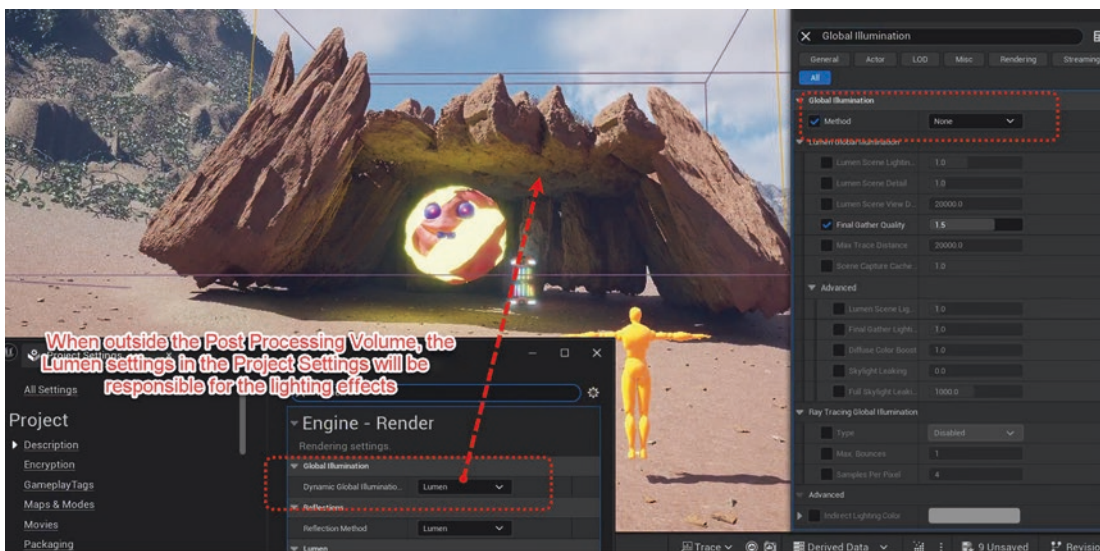 Global Illumination
General Actor LOD Misc Rendering Streaming
All
Global Illumination
Method None
Lumen Global Illumination
Lumen Scene Lightin... 1.0
Lumen Scene Detail 1.0
Lumen Scene View D... 20000.0
Final Gather Quality 1.5
Max Trace Distance 20000.0
Scene Capture Cache... 1.0
Advanced
Lumen Scene Lig... 1.0
Final Gather Lighti... 1.0
Diffuse Color Boost 1.0
Skylight Leaking 0.0
Full Skylight Leaki... 1000.0
Ray Tracing Global Illumination
Type Disabled
Max. Bounces 1
Samples Per Pixel 4
Advanced
Indirect Lighting Color
When outside the Post Processing Volume, the
Lumen settings in the Project Settings will be
responsible for the lighting effects
Project Settings
All Settings
Project
Description
Encryption
GameplayTags
Maps & Modes
Movies
Packaging
Engine - Render
Rendering settings.
Global Illumination
Dynamic Global Illuminatio... Lumen
Reflections
Reflection Method Lumen
Lumen
Trace Derived Data 9 Unsaved Revisio